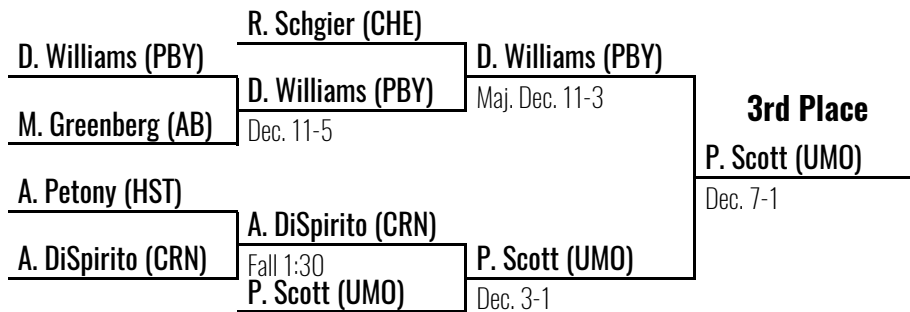 R. Schgier (CHE)
D. Williams (PBY)
D. Williams (PBY)
D. Williams (PBY)
Maj. Dec. 11-3
3rd Place
M. Greenberg (AB)
Dec. 11-5
P. Scott (UMO)
A. Petony (HST)
Dec. 7-1
A. DiSpirito (CRN)
A. DiSpirito (CRN)
Fall 1:30
P. Scott (UMO)
P. Scott (UMO)
Dec. 3-1